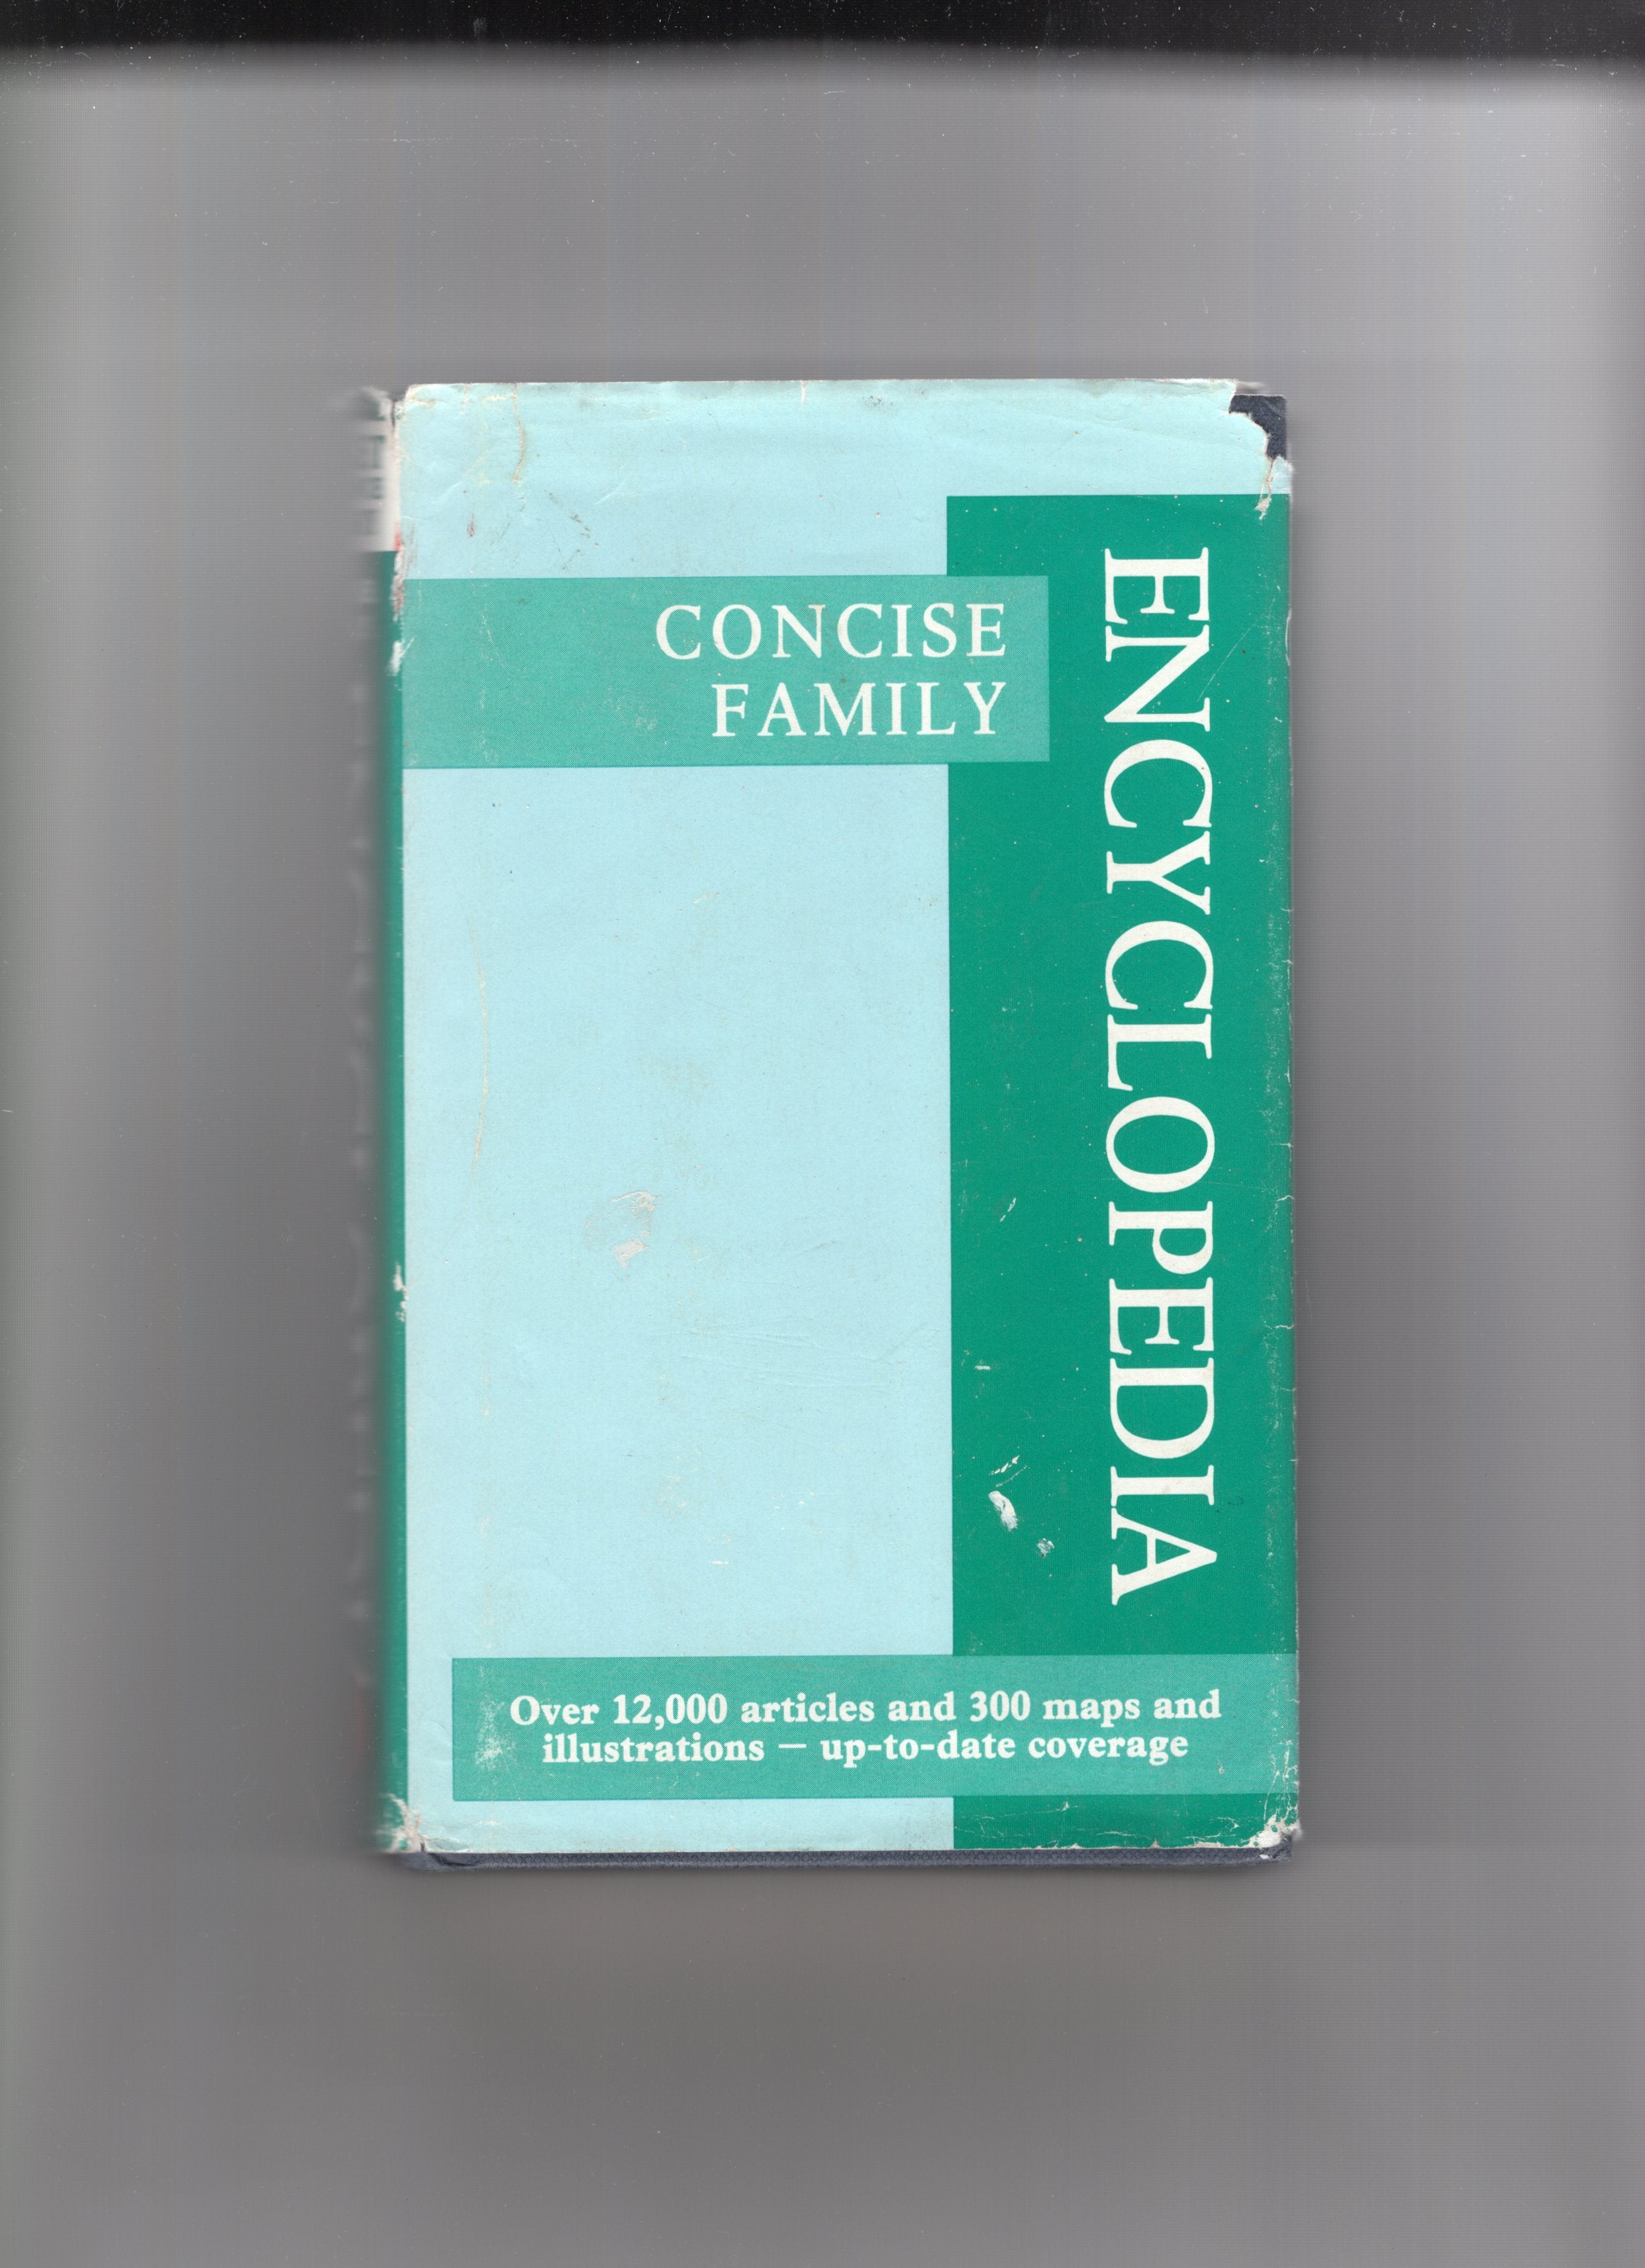 CONCISE
FAMILY
ENCYCLOPEDIA
Over 12,000 articles and 300 maps and
illustrations — up-to-date coverage